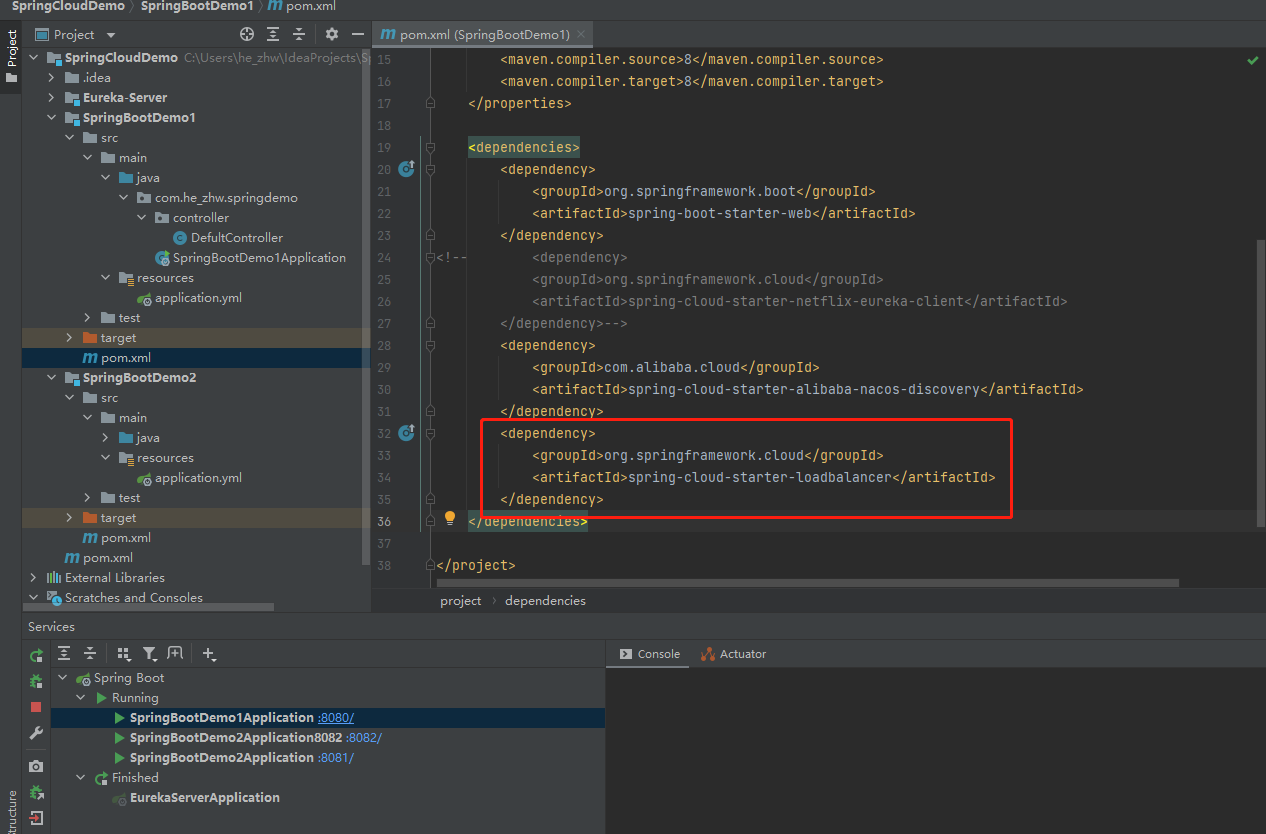 SpringCloudDemo > SpringBootDemo1 > m pom.xml
Project
Project
pom.xml (SpringBootDemo1)
SpringCloudDemo C:\Users\he_zhw\IdeaProjects\S
.idea
Eureka-Server
SpringBootDemo1
src
main
java
com.he_zhw.springdemo
controller
DefultController
SpringBootDemo1Application
resources
application.yml
test
target
pom.xml
SpringBootDemo2
src
main
java
resources
application.yml
test
target
pom.xml
pom.xml
External Libraries
Scratches and Consoles
15 <maven.compiler.source>8</maven.compiler.source>
16 <maven.compiler.target>8</maven.compiler.target>
17 </properties>
18
19 <dependencies>
20 <dependency>
21 <groupId>org.springframework.boot</groupId>
22 <artifactId>spring-boot-starter-web</artifactId>
23 </dependency>
24 <!-- <dependency>
25 <groupId>org.springframework.cloud</groupId>
26 <artifactId>spring-cloud-starter-netflix-eureka-client</artifactId>
27 </dependency>-->
28 <dependency>
29 <groupId>com.alibaba.cloud</groupId>
30 <artifactId>spring-cloud-starter-alibaba-nacos-discovery</artifactId>
31 </dependency>
32 <dependency>
33 <groupId>org.springframework.cloud</groupId>
34 <artifactId>spring-cloud-starter-loadbalancer</artifactId>
35 </dependency>
36 </dependencies>
37
38 </project>
project > dependencies
Services
Spring Boot
Running
SpringBootDemo1Application :8080/
SpringBootDemo2Application8082 :8082/
SpringBootDemo2Application :8081/
Finished
EurekaServerApplication
Console
Actuator
Structure